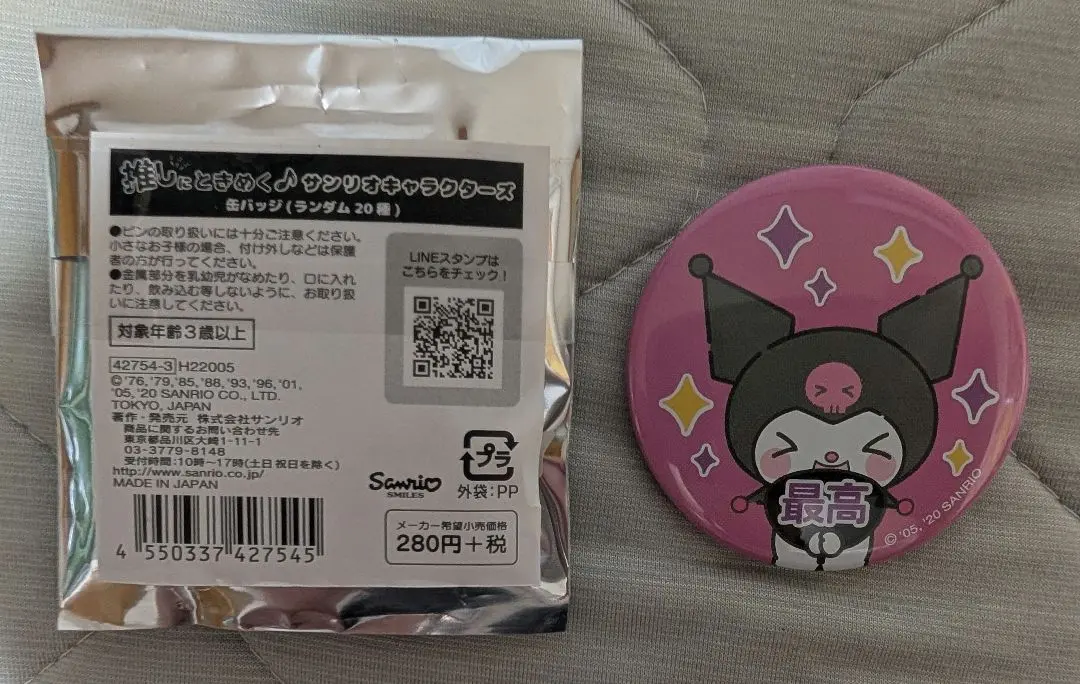 推しにときめく♪サンリオキャラクターズ
缶バッジ(ランダム20種)
●ピンの取り扱いには十分ご注意ください。
小さなお子様の場合、付け外しなどは保護
者の方が行ってください。
●金属部分を乳幼児がなめたり、口に入れ
たり、飲み込む等しないように、お取り扱
いに注意してください。
対象年齢3歳以上
LINEスタンプは
こちらをチェック!
42754-3 H22005
©'76,'79,'85,'88,'93,'96,'01,
'05,'20 SANRIO CO., LTD.
TOKYO, JAPAN
著作・発売元 株式会社サンリオ
商品に関するお問い合わせ先
東京都品川区大崎1-11-1
03-3779-8148
受付時間:10時〜17時(土日祝日を除く)
http://www.sanrio.co.jp/
MADE IN JAPAN
4 550337 427545
Sanrio
SMILES
プラ
外袋:PP
メーカー希望小売価格
280円+税
最高
©'05,'20 SANRIO